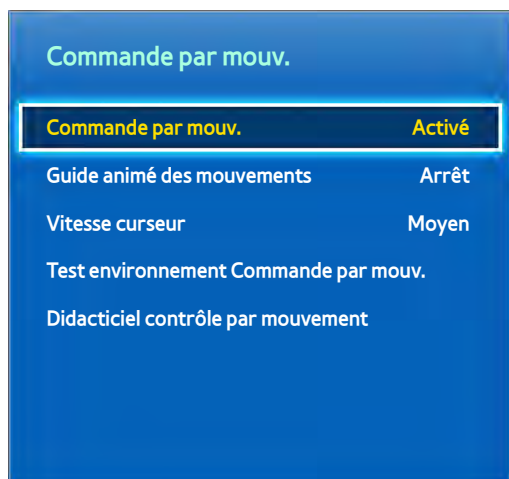 Commande par mouv.
Commande par mouv. Activé
Guide animé des mouvements Arrêt
Vitesse curseur Moyen
Test environnement Commande par mouv.
Didacticiel contrôle par mouvement